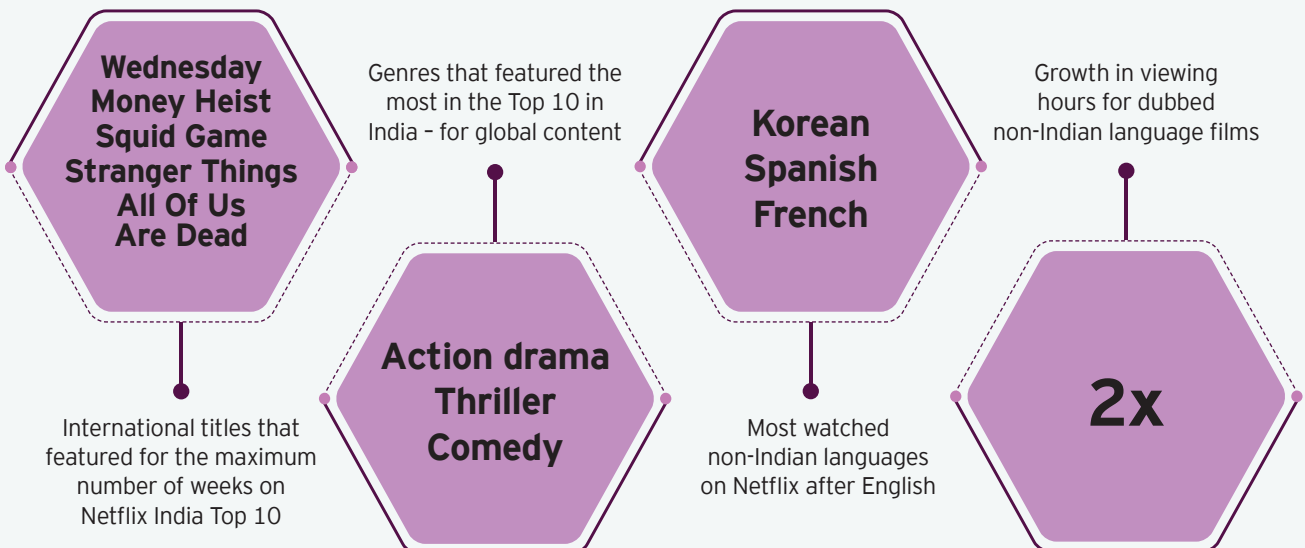 Wednesday
Money Heist
Squid Game
Stranger Things
All Of Us
Are Dead
International titles that
featured for the maximum
number of weeks on
Netflix India Top 10
Genres that featured the
most in the Top 10 in
India – for global content
Action drama
Thriller
Comedy
Korean
Spanish
French
Most watched
non-Indian languages
on Netflix after English
Growth in viewing
hours for dubbed
non-Indian language films
2x